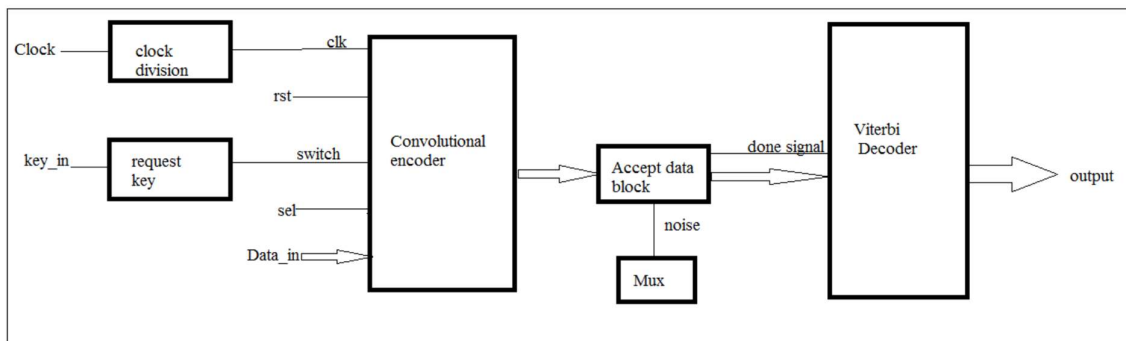 Clock
clock
division
clk
rst
key_in
request
key
switch
sel
Data_in
Convolutional
encoder
Accept data
block
done signal
noise
Mux
Viterbi
Decoder
output